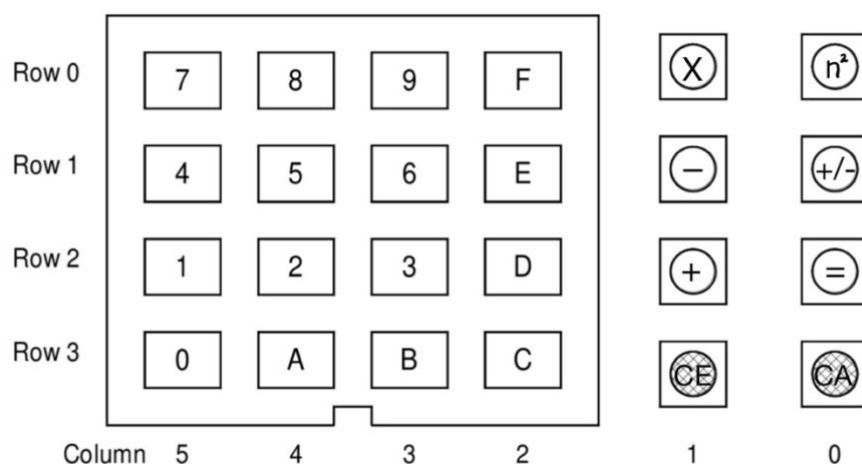 Row 0 7 8 9 F X n²
Row 1 4 5 6 E − +/-
Row 2 1 2 3 D + =
Row 3 0 A B C CE CA
Column 5 4 3 2 1 0